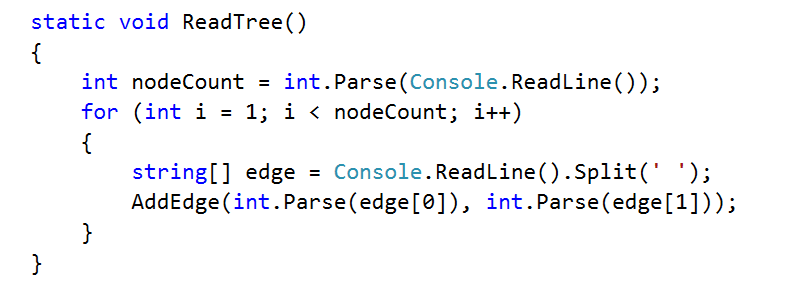 static void ReadTree()
{
    int nodeCount = int.Parse(Console.ReadLine());
    for (int i = 1; i < nodeCount; i++)
    {
        string[] edge = Console.ReadLine().Split(' ');
        AddEdge(int.Parse(edge[0]), int.Parse(edge[1]));
    }
}